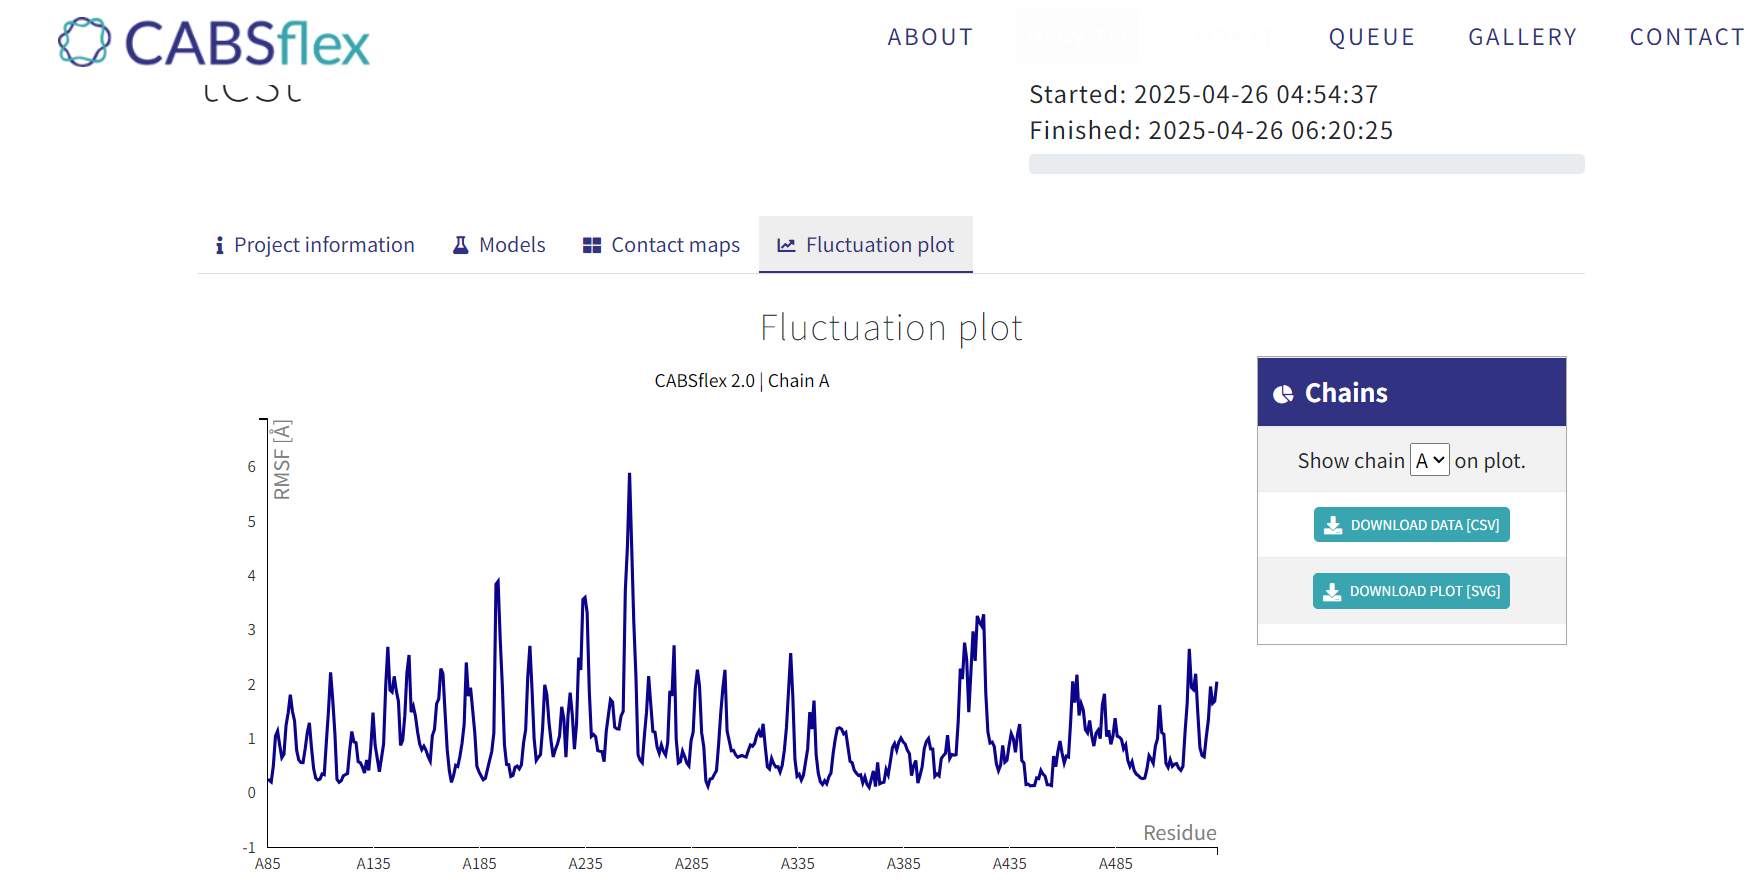 CABSflex
ABOUT
QUEUE
GALLERY
CONTACT
test
Started: 2025-04-26 04:54:37
Finished: 2025-04-26 06:20:25
Project information
Models
Contact maps
Fluctuation plot
Fluctuation plot
CABSflex 2.0 | Chain A
RMSF [Å]
6
5
4
3
2
1
0
-1
A85
A135
A185
A235
A285
A335
A385
A435
A485
Residue
Chains
Show chain A on plot.
DOWNLOAD DATA [CSV]
DOWNLOAD PLOT [SVG]